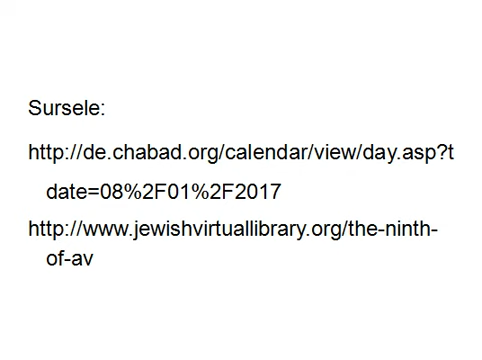 Sursele:
http://de.chabad.org/calendar/view/day.asp?t
date=08%2F01%2F2017
http://www.jewishvirtuallibrary.org/the-ninth-
of-av